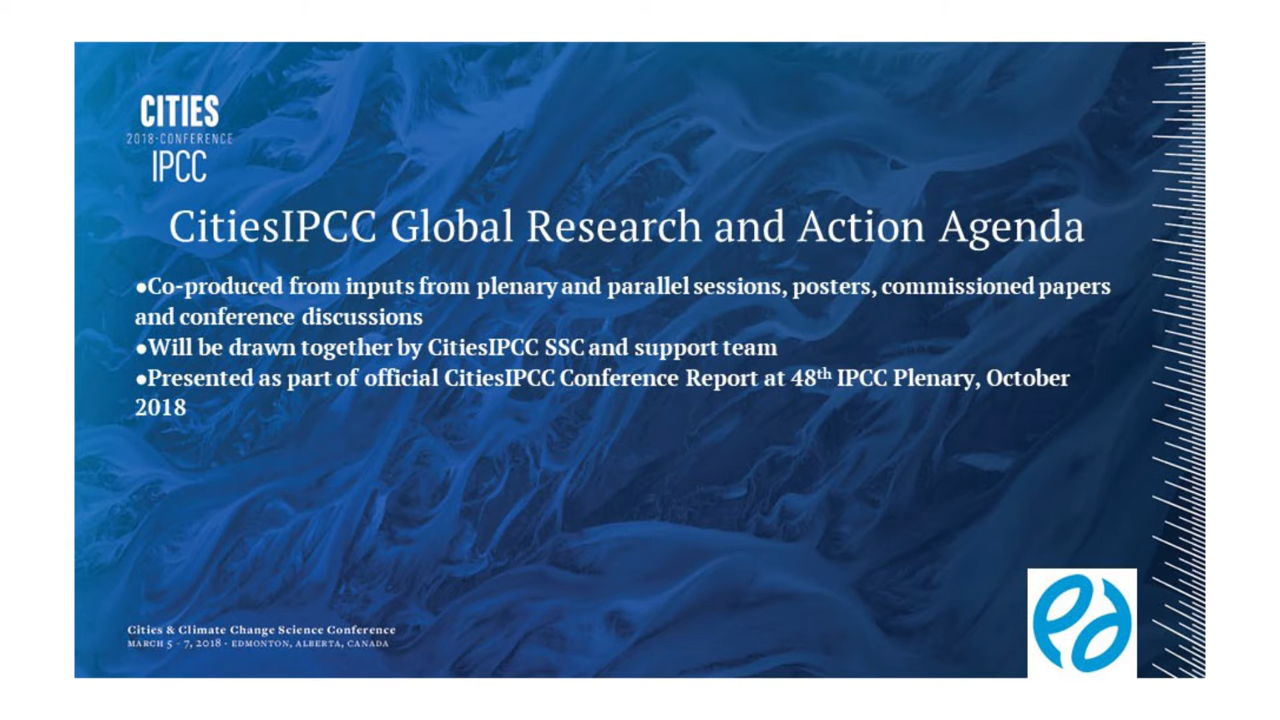 CITIES
2018·CONFERENCE
IPCC
CitiesIPCC Global Research and Action Agenda
●Co-produced from inputs from plenary and parallel sessions, posters, commissioned papers
and conference discussions
●Will be drawn together by CitiesIPCC SSC and support team
●Presented as part of official CitiesIPCC Conference Report at 48th IPCC Plenary, October
2018
Cities & Climate Change Science Conference
MARCH 5 - 7, 2018 · EDMONTON, ALBERTA, CANADA